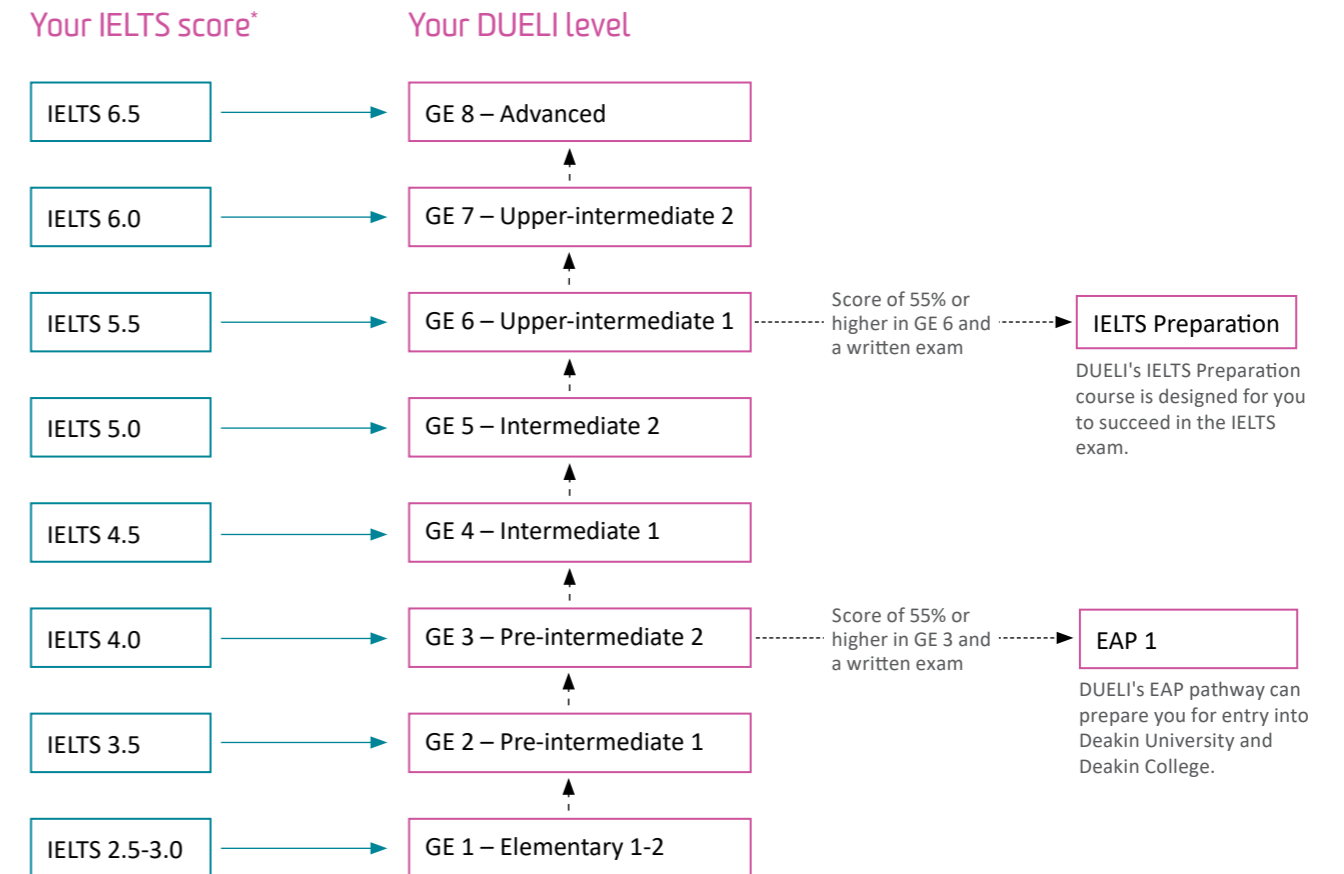 Your IELTS score*
Your DUELI level
IELTS 6.5
GE 8 – Advanced
IELTS 6.0
GE 7 – Upper-intermediate 2
IELTS 5.5
GE 6 – Upper-intermediate 1
Score of 55% or
higher in GE 6 and
a written exam
IELTS Preparation
DUELI's IELTS Preparation
course is designed for you
to succeed in the IELTS
exam.
IELTS 5.0
GE 5 – Intermediate 2
IELTS 4.5
GE 4 – Intermediate 1
IELTS 4.0
GE 3 – Pre-intermediate 2
Score of 55% or
higher in GE 3 and
a written exam
EAP 1
DUELI's EAP pathway can
prepare you for entry into
Deakin University and
Deakin College.
IELTS 3.5
GE 2 – Pre-intermediate 1
IELTS 2.5-3.0
GE 1 – Elementary 1-2